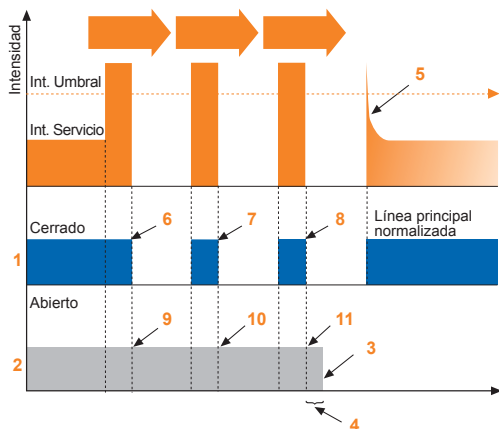 Intensidad
Int. Umbral
5
Int. Servicio
Cerrado
6
7
8
Línea principal
normalizada
1
Abierto
9
10
11
3
2
4